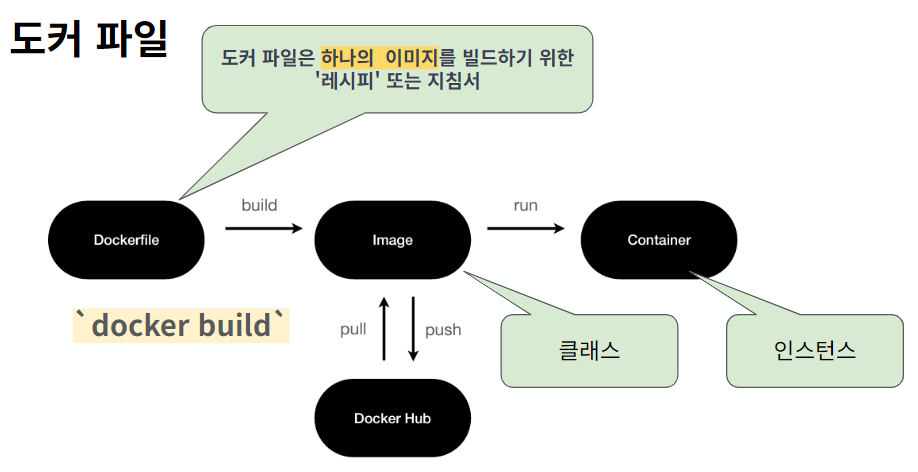 도커 파일
도커 파일은 하나의 이미지를 빌드하기 위한
'레시피' 또는 지침서
build
run
Dockerfile
Image
Container
`docker build`
pull
push
클래스
인스턴스
Docker Hub